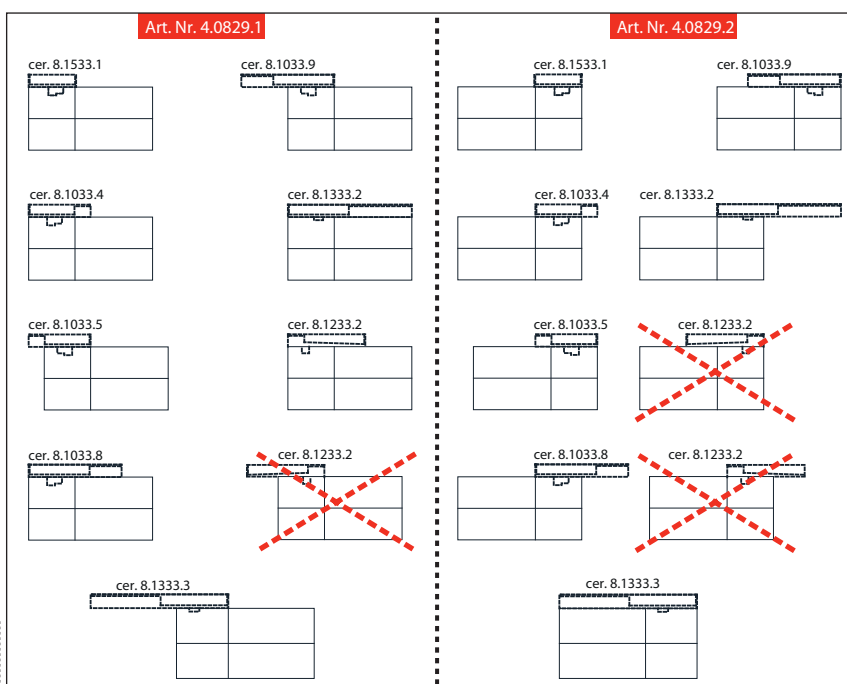 Art. Nr. 4.0829.1
cer. 8.1533.1
cer. 8.1033.9
cer. 8.1033.4
cer. 8.1333.2
cer. 8.1033.5
cer. 8.1233.2
cer. 8.1033.8
cer. 8.1233.2
cer. 8.1333.3
Art. Nr. 4.0829.2
cer. 8.1533.1
cer. 8.1033.9
cer. 8.1033.4
cer. 8.1333.2
cer. 8.1033.5
cer. 8.1233.2
cer. 8.1033.8
cer. 8.1233.2
cer. 8.1333.3